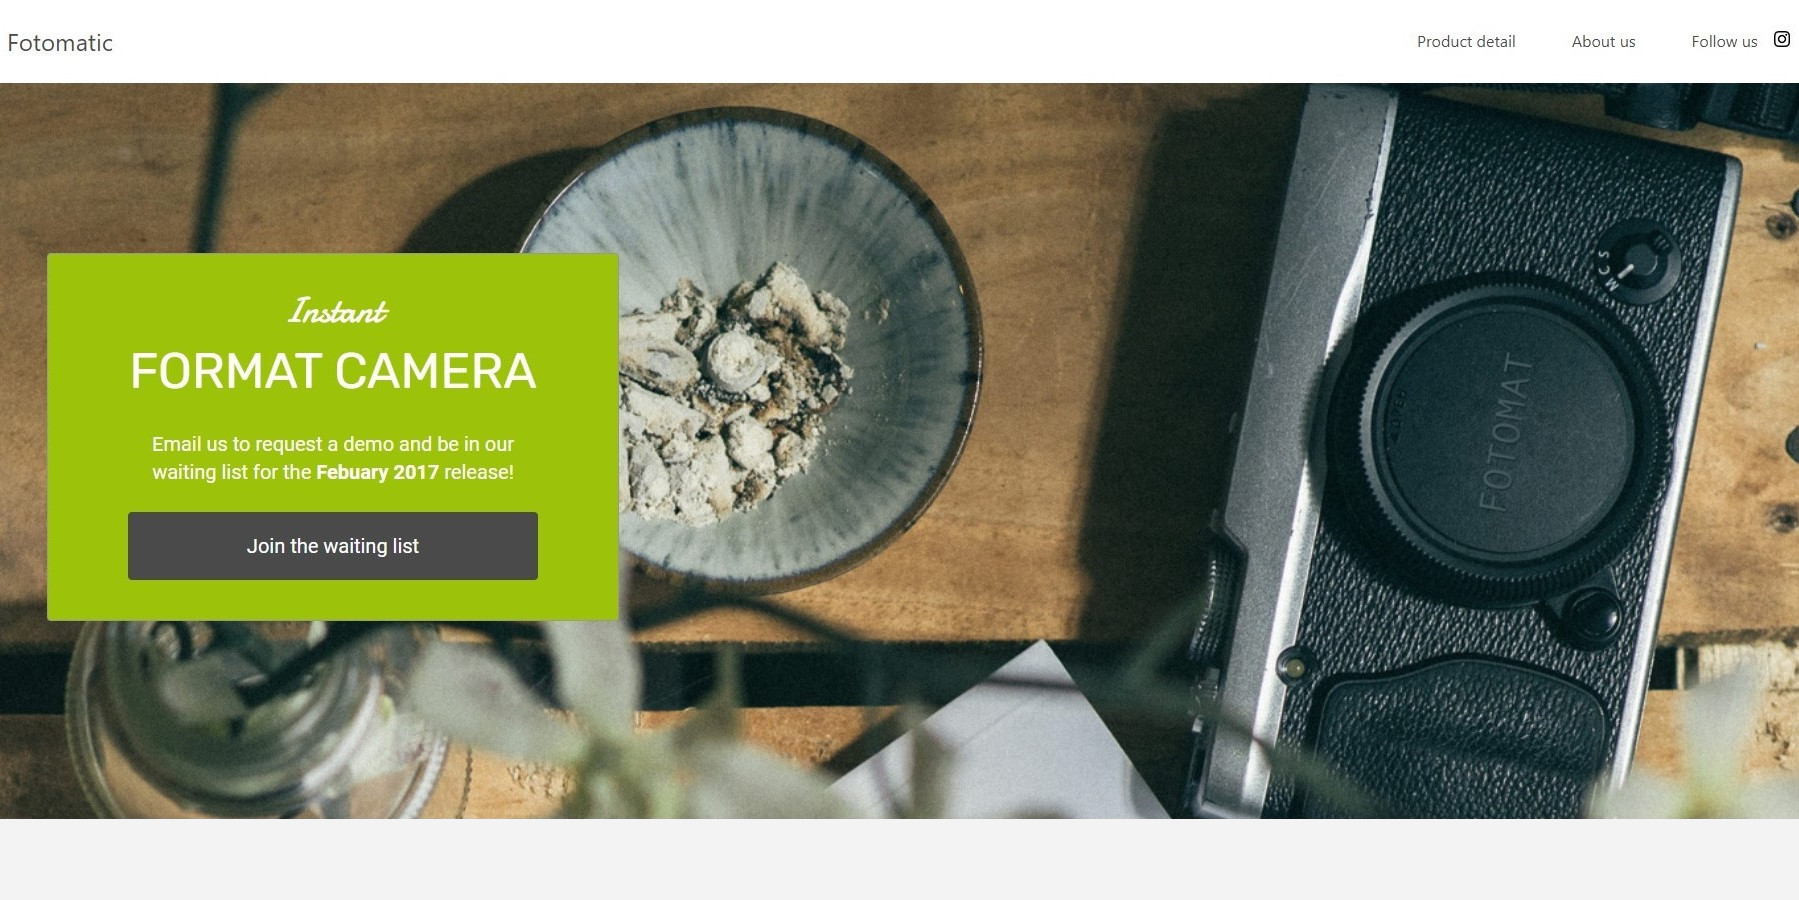 Fotomatic
Product detail About us Follow us
Instant
FORMAT CAMERA
Email us to request a demo and be in our
waiting list for the Febuary 2017 release!
Join the waiting list
M C S
FOTOMAT